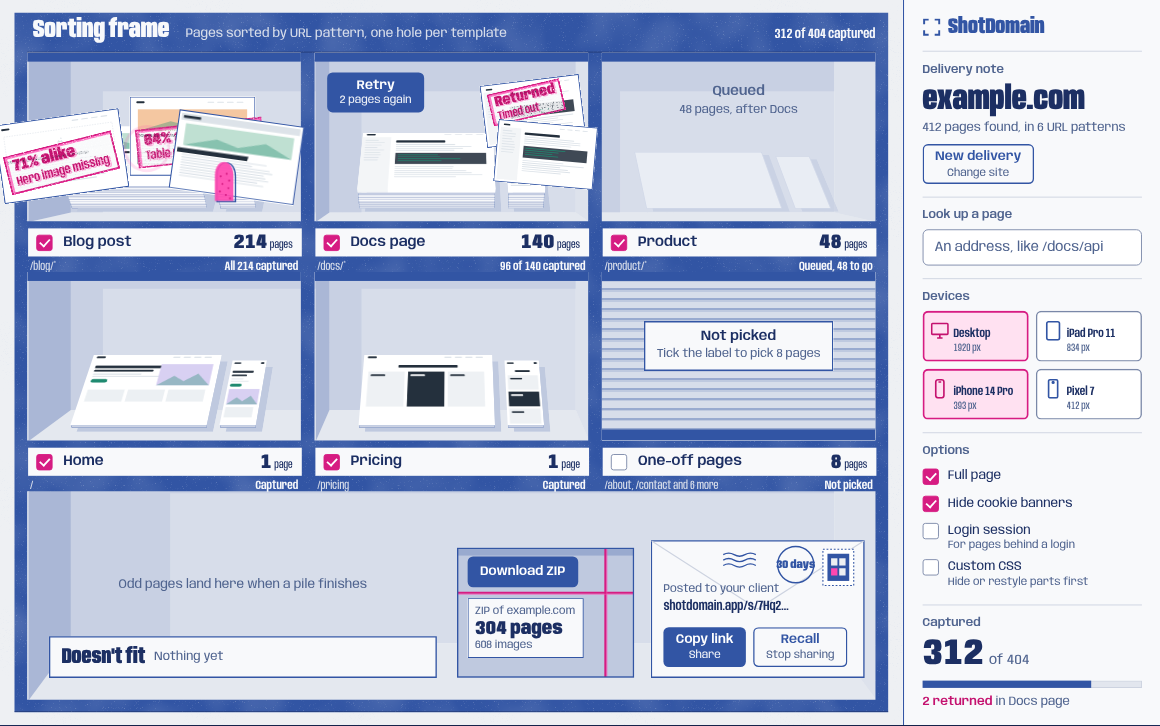 Sorting frame
Pages sorted by URL pattern, one hole per template
312 of 404 captured
71% alike
Hero image missing
84%
Table
Retry
2 pages again
Returned
Timed out
Queued
48 pages, after Docs
Blog post
214 pages
/blog/*
All 214 captured
Docs page
140 pages
/docs/*
96 of 140 captured
Product
48 pages
/product/*
Queued, 48 to go
Not picked
Tick the label to pick 8 pages
Home
1 page
/
Captured
Pricing
1 page
/pricing
Captured
One-off pages
8 pages
/about, /contact and 6 more
Not picked
Odd pages land here when a pile finishes
Doesn't fit
Nothing yet
Download ZIP
ZIP of example.com
304 pages
608 images
30 days
Posted to your client
shotdomain.app/s/7Hq2...
Copy link
Share
Recall
Stop sharing
ShotDomain
Delivery note
example.com
412 pages found, in 6 URL patterns
New delivery
Change site
Look up a page
An address, like /docs/api
Devices
Desktop
1920 px
iPad Pro 11
834 px
iPhone 14 Pro
393 px
Pixel 7
412 px
Options
Full page
Hide cookie banners
Login session
For pages behind a login
Custom CSS
Hide or restyle parts first
Captured
312 of 404
2 returned in Docs page